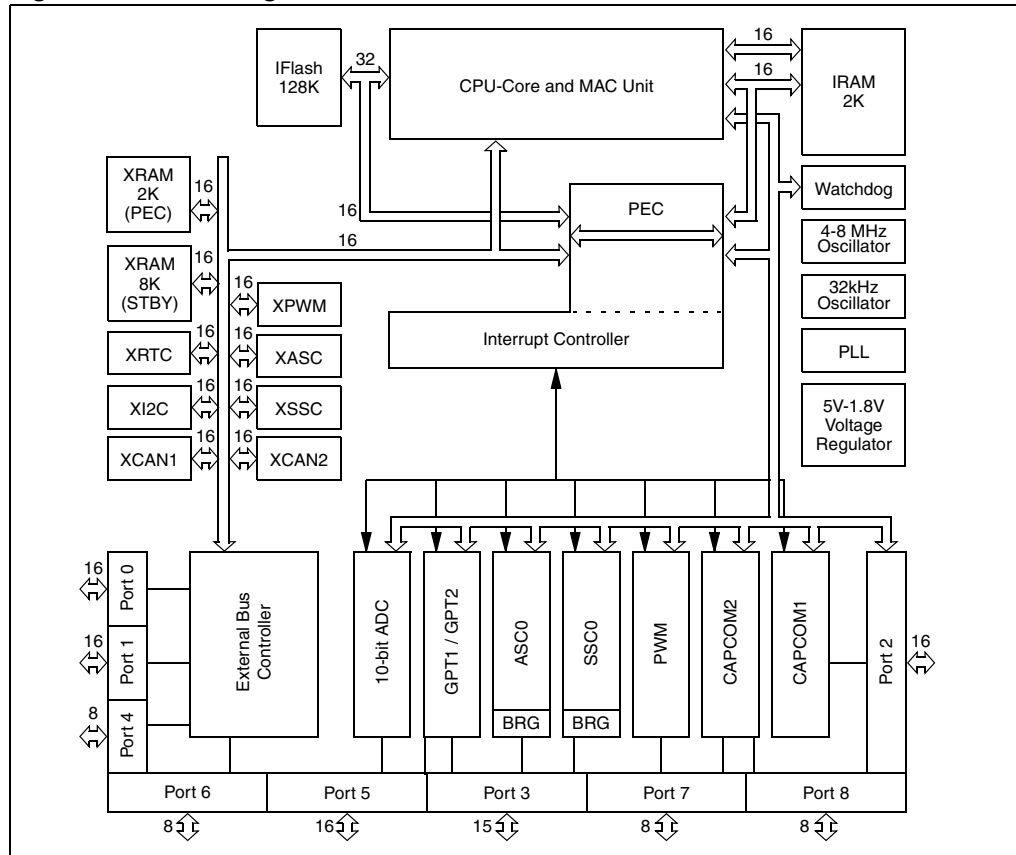 IFlash
128K
32
CPU-Core and MAC Unit
16
16
IRAM
2K
XRAM
2K
(PEC)
16
16
16
PEC
Watchdog
4-8 MHz
Oscillator
XRAM
8K
(STBY)
16
16
XPWM
32kHz
Oscillator
XRTC
16
16
XASC
Interrupt Controller
PLL
XI2C
16
16
XSSC
5V-1.8V
Voltage
Regulator
XCAN1
16
16
XCAN2
16
Port 0
16
Port 1
8
Port 4
External Bus
Controller
10-bit ADC
GPT1 / GPT2
ASC0
BRG
SSC0
BRG
PWM
CAPCOM2
CAPCOM1
Port 2
16
Port 6
Port 5
Port 3
Port 7
Port 8
8
16
15
8
8